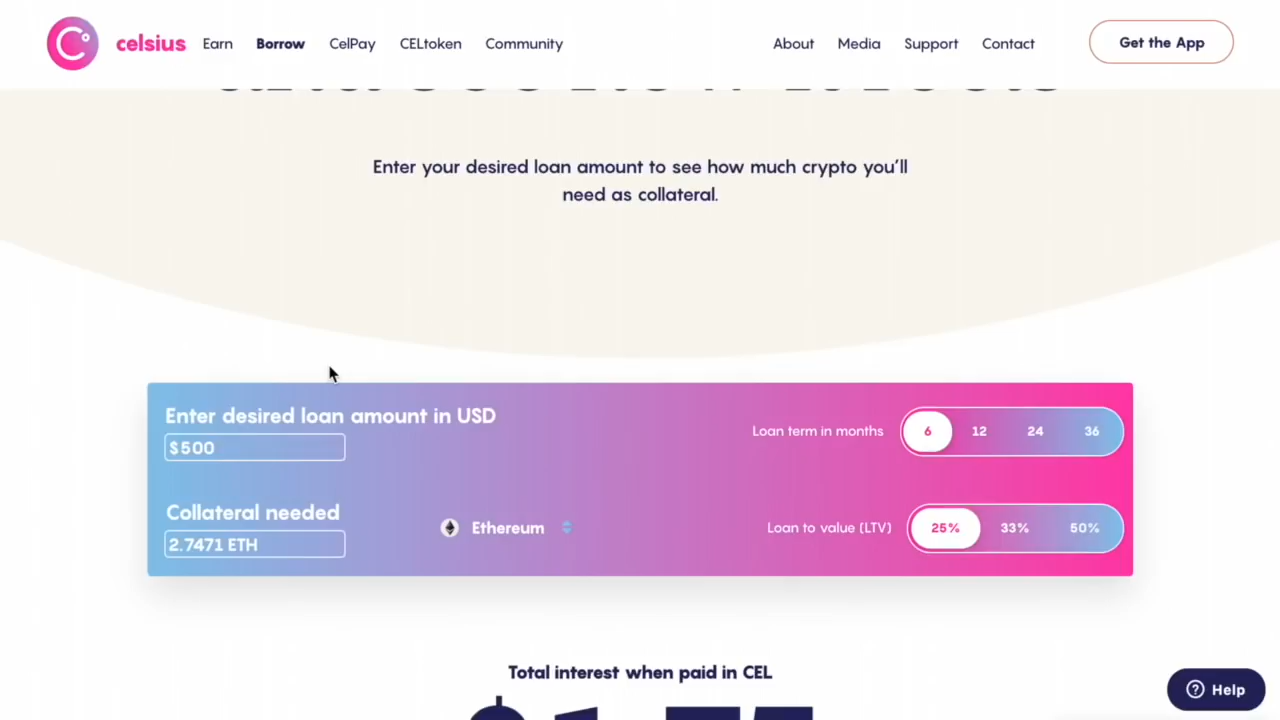 celsius Earn Borrow CelPay CELtoken Community About Media Support Contact Get the App
Enter your desired loan amount to see how much crypto you'll
need as collateral.
Enter desired loan amount in USD
$500
Loan term in months 6 12 24 36
Collateral needed
2.7471 ETH
Ethereum
Loan to value (LTV) 25% 33% 50%
Total interest when paid in CEL
Help